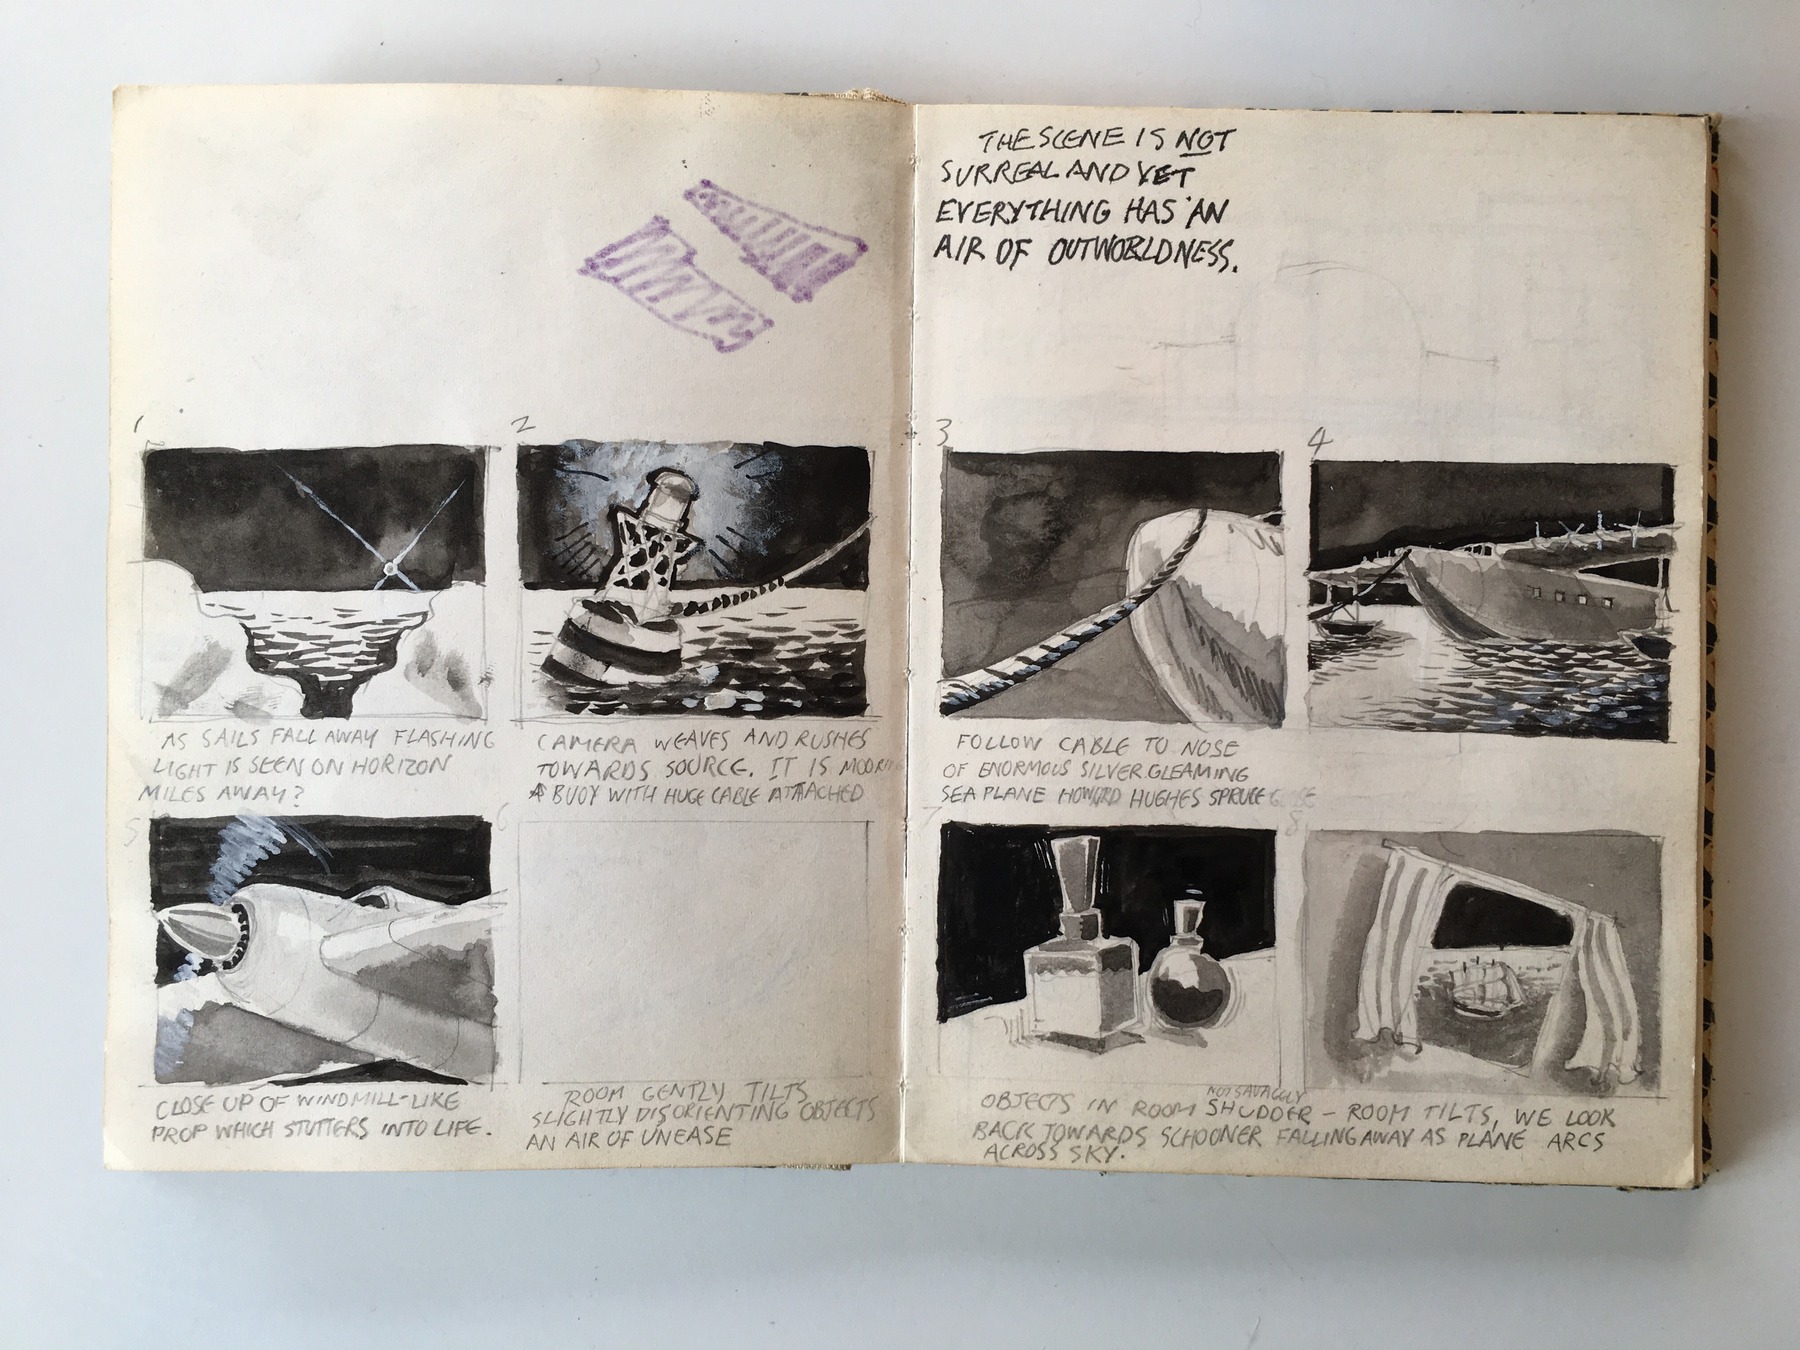 THE SCENE IS NOT
SURREAL AND YET
EVERYTHING HAS AN
AIR OF OUTWORLDNESS.
1
2
3
4
AS SAILS FALL AWAY FLASHING
LIGHT IS SEEN ON HORIZON
MILES AWAY?
CAMERA WEAVES AND RUSHES
TOWARDS SOURCE. IT IS MOORING
A BUOY WITH HUGE CABLE ATTACHED
FOLLOW CABLE TO NOSE
OF ENORMOUS SILVER GLEAMING
SEA PLANE HOWARD HUGHES SPRUCE GOOSE
5
6
7
8
CLOSE UP OF WINDMILL-LIKE
PROP WHICH STUTTERS INTO LIFE.
ROOM GENTLY TILTS
SLIGHTLY DISORIENTING OBJECTS
AN AIR OF UNEASE
NOT SAVAGELY
OBJECTS IN ROOM SHUDDER - ROOM TILTS, WE LOOK
BACK TOWARDS SCHOONER FALLING AWAY AS PLANE ARCS
ACROSS SKY.